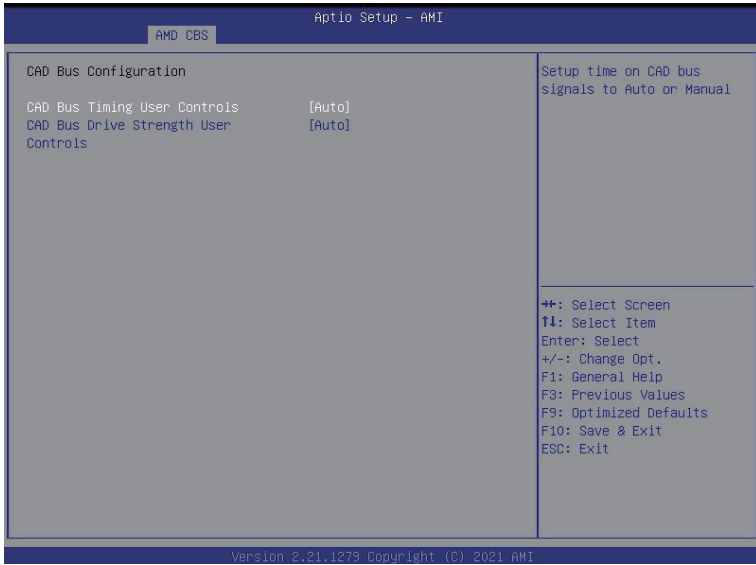 Aptio Setup – AMI
AMD CBS
CAD Bus Configuration
CAD Bus Timing User Controls [Auto]
CAD Bus Drive Strength User [Auto]
Controls
Setup time on CAD bus
signals to Auto or Manual
→←: Select Screen
↑↓: Select Item
Enter: Select
+/-: Change Opt.
F1: General Help
F3: Previous Values
F9: Optimized Defaults
F10: Save & Exit
ESC: Exit
Version 2.21.1279 Copyright (C) 2021 AMI